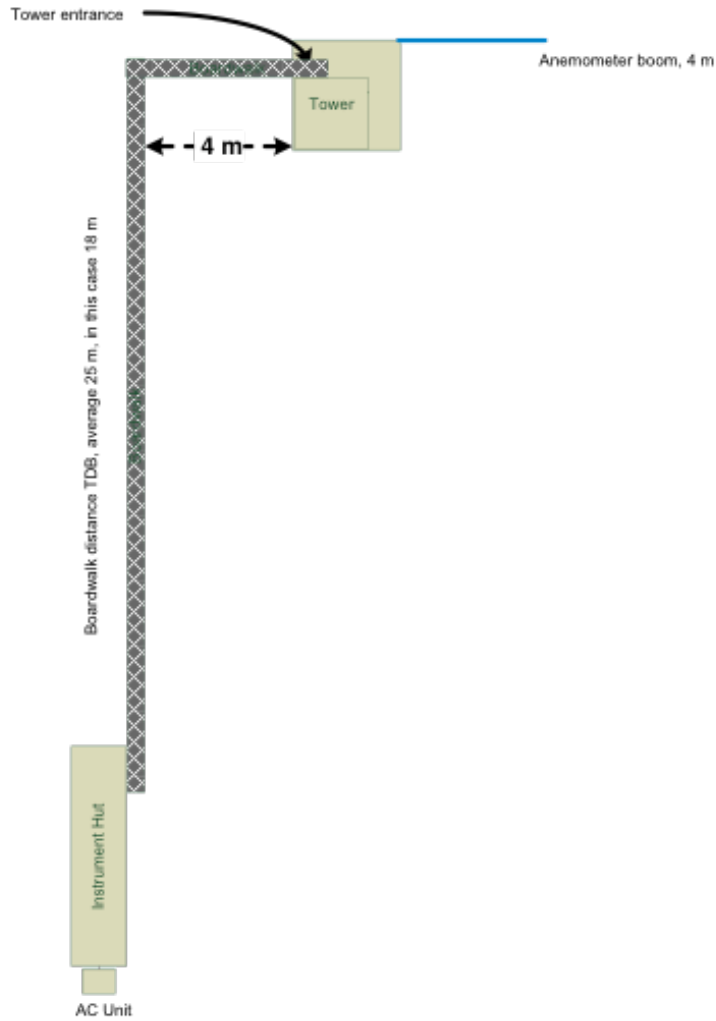 Tower entrance
Anemometer boom, 4 m
Tower
4 m
Boardwalk distance TDB, average 25 m, in this case 18 m
Instrument Hut
AC Unit